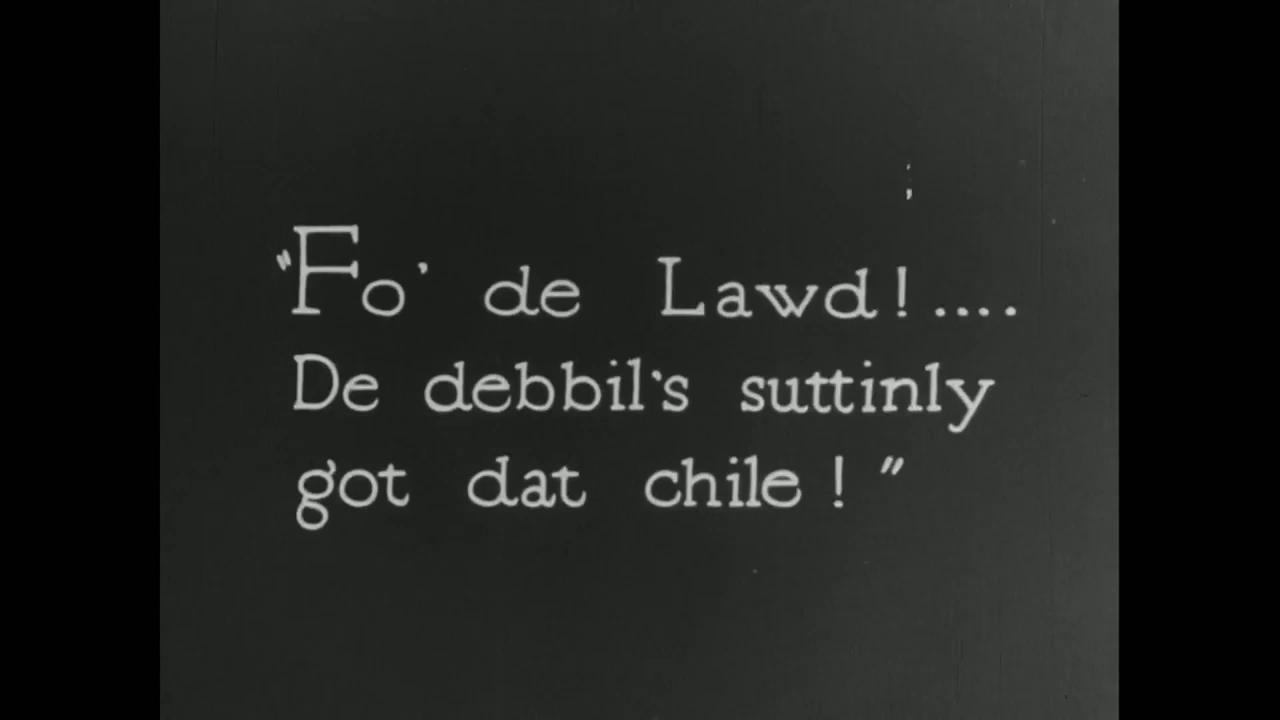 "Fo' de Lawd!....
De debbil's suttinly
got dat chile!"